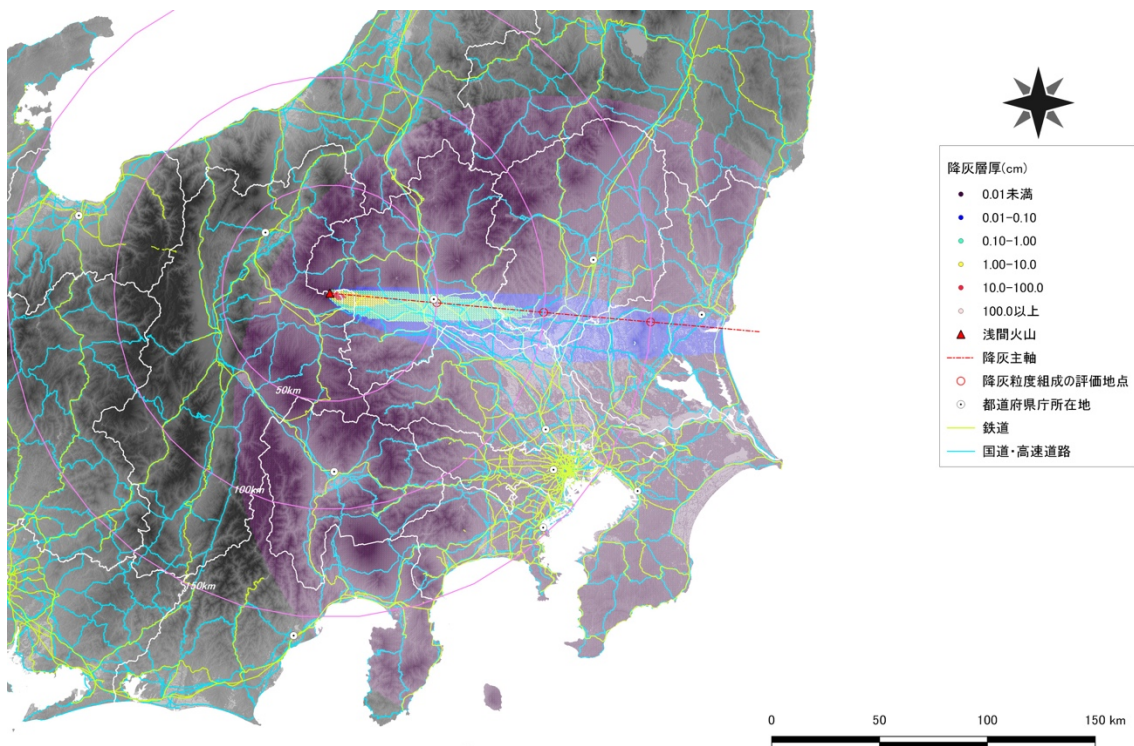 降灰層厚(cm)
0.01未満
0.01-0.10
0.10-1.00
1.00-10.0
10.0-100.0
100.0以上
浅間火山
降灰主軸
降灰粒度組成の評価地点
都道府県庁所在地
鉄道
国道・高速道路
50km
100km
150km
0 50 100 150 km